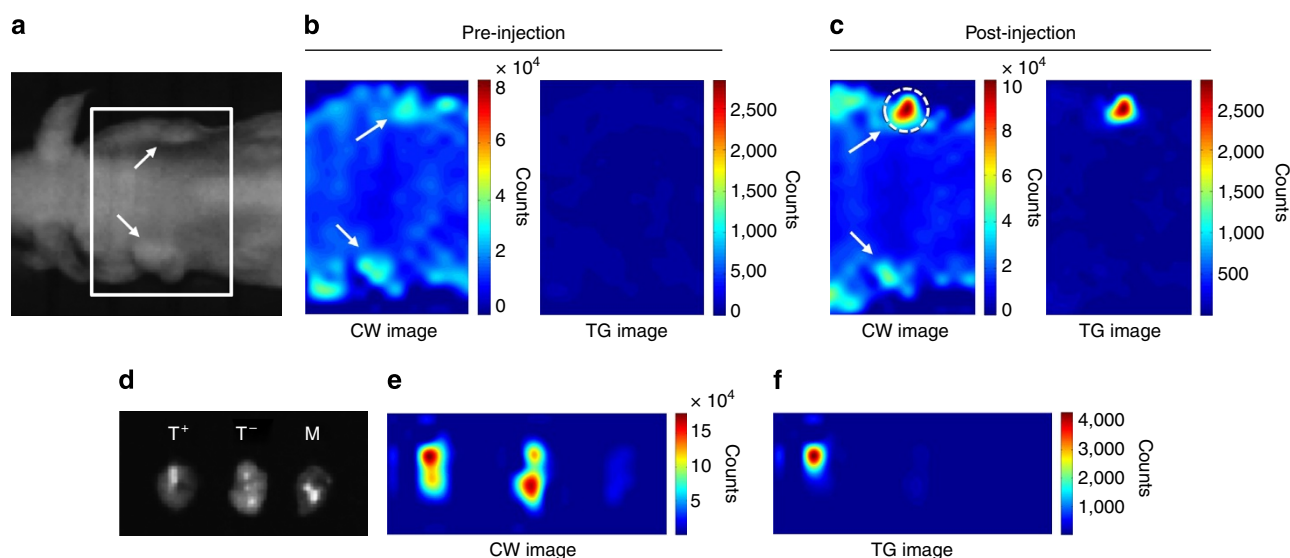 a
b
Pre-injection
c
Post-injection
× 10⁴
8
6
4
2
0
Counts
CW image
2,500
2,000
1,500
1,000
5,00
0
Counts
TG image
× 10⁴
10
8
6
4
2
0
Counts
CW image
2,500
2,000
1,500
1,000
500
Counts
TG image
d
T⁺ T⁻ M
e
× 10⁴
15
10
5
Counts
CW image
f
4,000
3,000
2,000
1,000
Counts
TG image